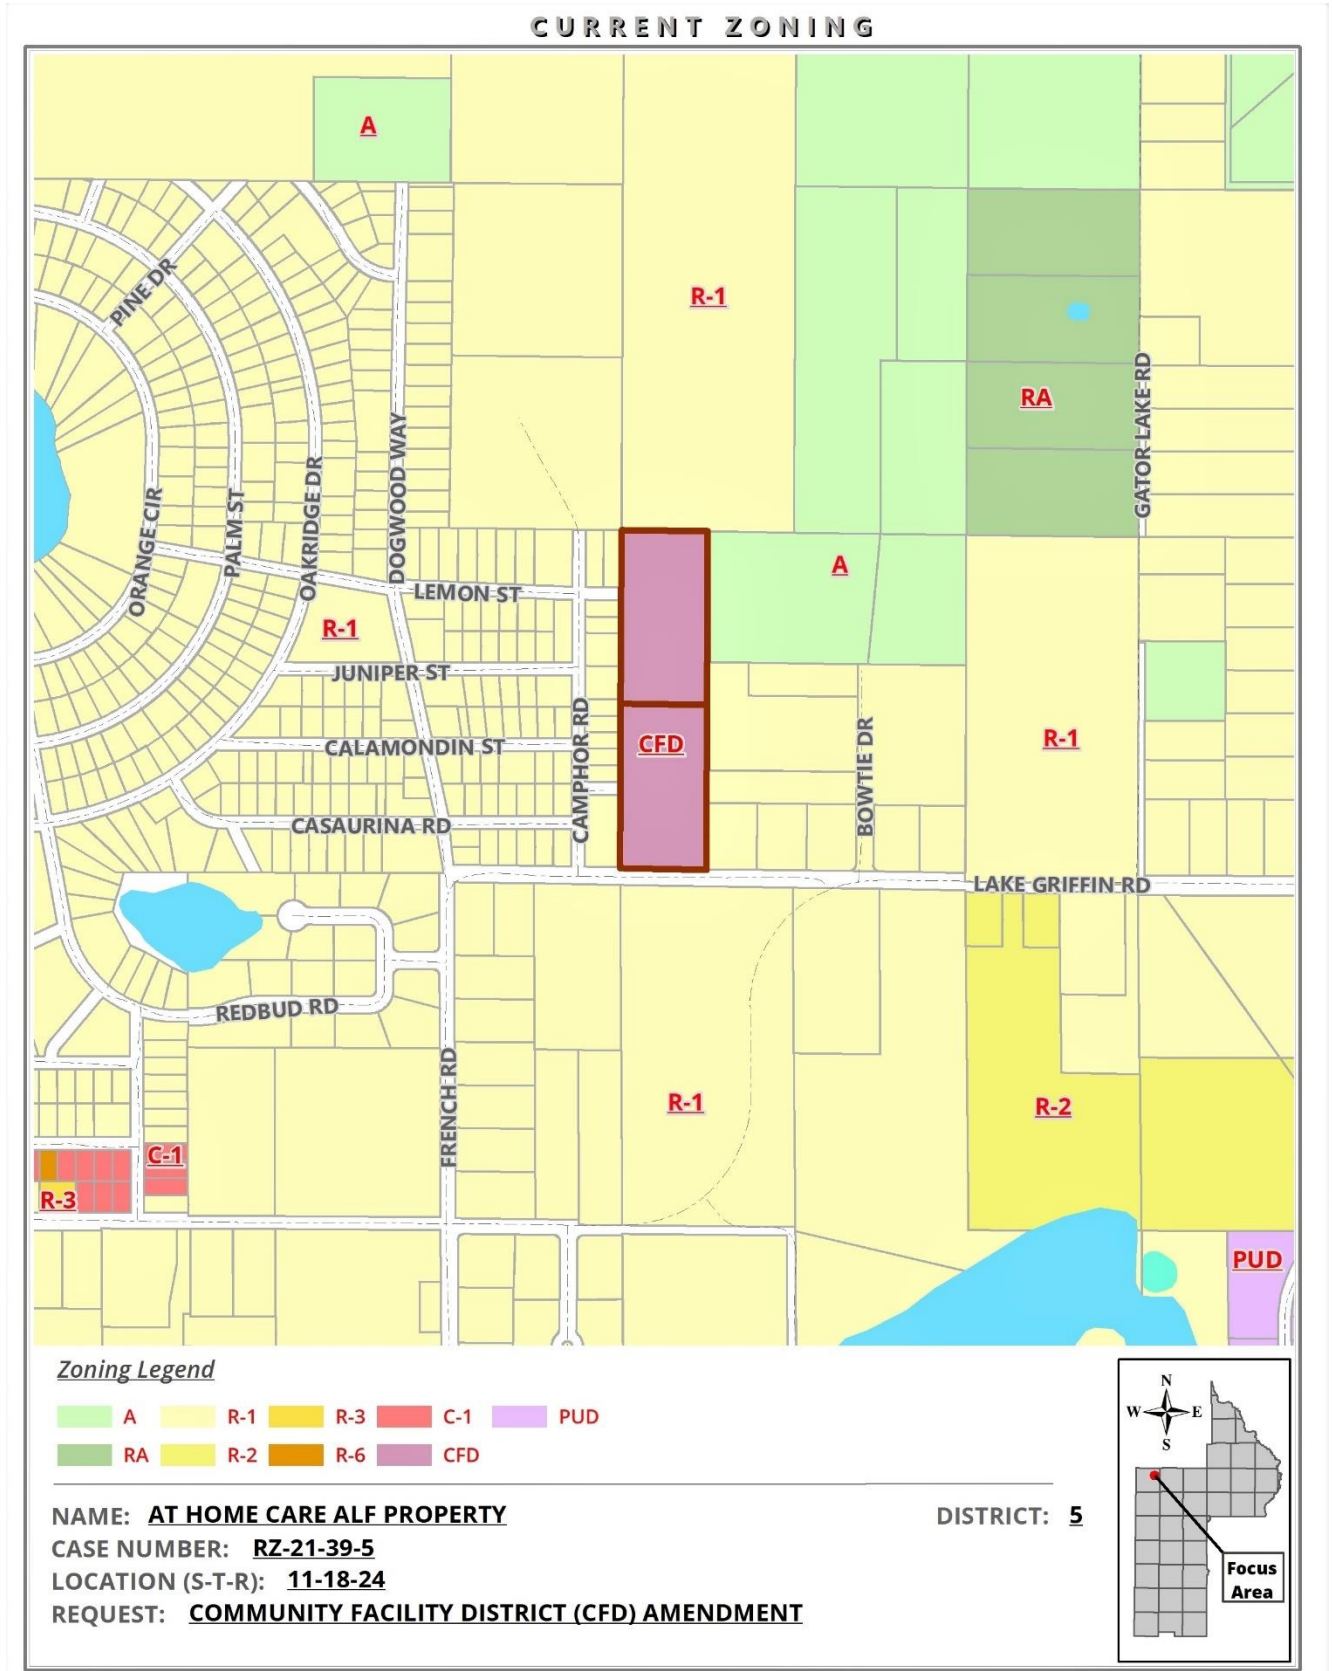 CURRENT ZONING
A
PINE DR
R-1
RA
GATOR LAKE RD
ORANGE CIR
PALM ST
OAKRIDGE DR
DOGWOOD WAY
LEMON ST
A
R-1
JUNIPER ST
CALAMONDIN ST
CAMPHOR RD
CFD
BOWTIE DR
R-1
CASAURINA RD
LAKE GRIFFIN RD
REDBUD RD
FRENCH RD
R-1
R-2
C-1
R-3
PUD
Zoning Legend
A R-1 R-3 C-1 PUD
RA R-2 R-6 CFD
NAME: AT HOME CARE ALF PROPERTY DISTRICT: 5
CASE NUMBER: RZ-21-39-5
LOCATION (S-T-R): 11-18-24
REQUEST: COMMUNITY FACILITY DISTRICT (CFD) AMENDMENT
N
W E
S
Focus
Area